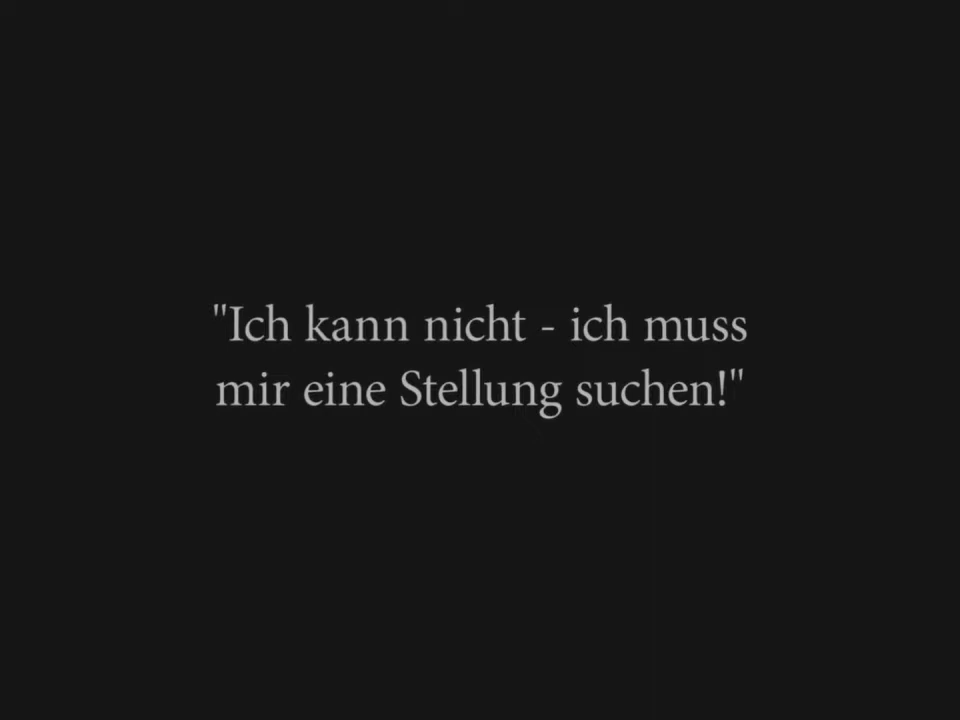 "Ich kann nicht - ich muss
mir eine Stellung suchen!"